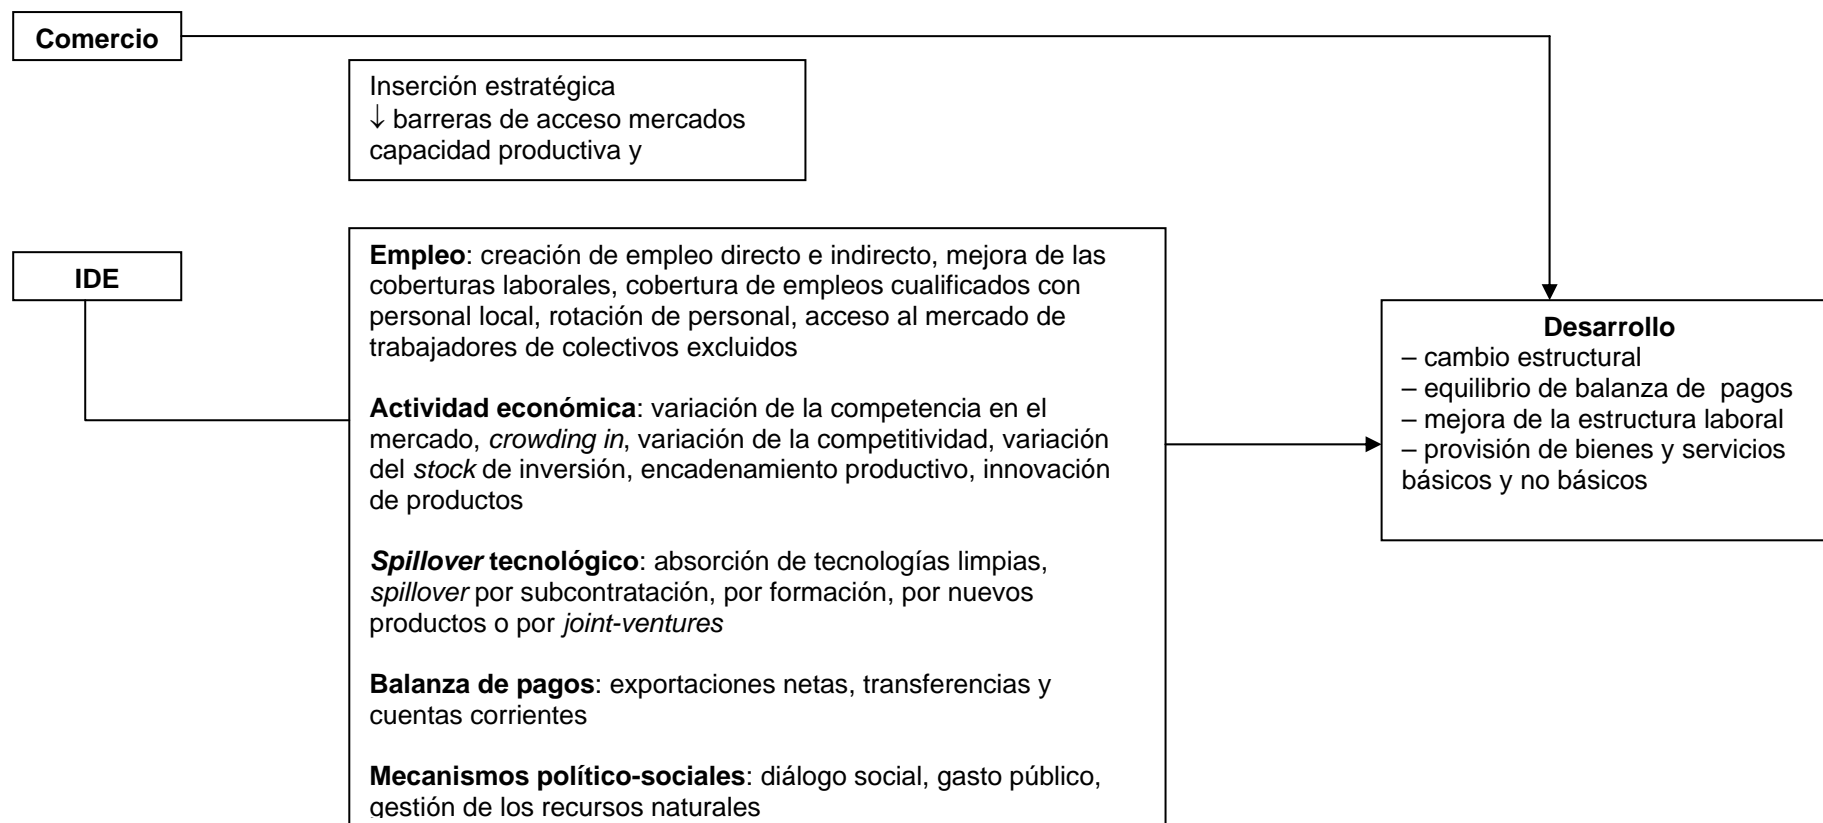 Comercio
Inserción estratégica
↓ barreras de acceso mercados
capacidad productiva y
IDE
Empleo: creación de empleo directo e indirecto, mejora de las
coberturas laborales, cobertura de empleos cualificados con
personal local, rotación de personal, acceso al mercado de
trabajadores de colectivos excluidos
Actividad económica: variación de la competencia en el
mercado, crowding in, variación de la competitividad, variación
del stock de inversión, encadenamiento productivo, innovación
de productos
Spillover tecnológico: absorción de tecnologías limpias,
spillover por subcontratación, por formación, por nuevos
productos o por joint-ventures
Balanza de pagos: exportaciones netas, transferencias y
cuentas corrientes
Mecanismos político-sociales: diálogo social, gasto público,
gestión de los recursos naturales
Desarrollo
– cambio estructural
– equilibrio de balanza de  pagos
– mejora de la estructura laboral
– provisión de bienes y servicios
básicos y no básicos